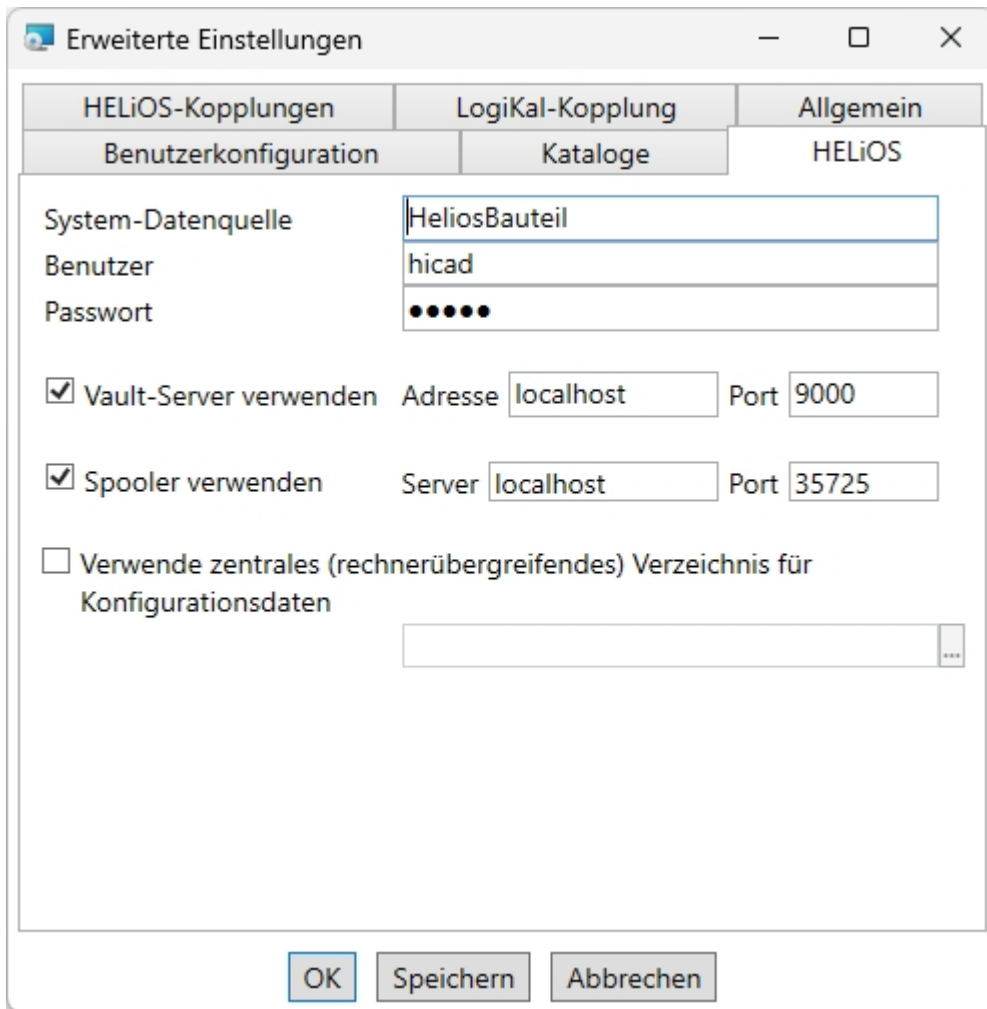 Erweiterte Einstellungen
HELiOS-Kopplungen LogiKal-Kopplung Allgemein
Benutzerkonfiguration Kataloge HELiOS
System-Datenquelle HeliosBauteil
Benutzer hicad
Passwort ●●●●●
Vault-Server verwenden Adresse localhost Port 9000
Spooler verwenden Server localhost Port 35725
Verwende zentrales (rechnerübergreifendes) Verzeichnis für
Konfigurationsdaten
...
OK Speichern Abbrechen